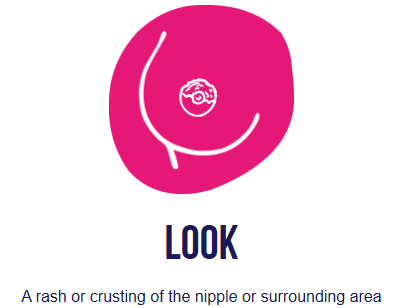 LOOK
A rash or crusting of the nipple or surrounding area